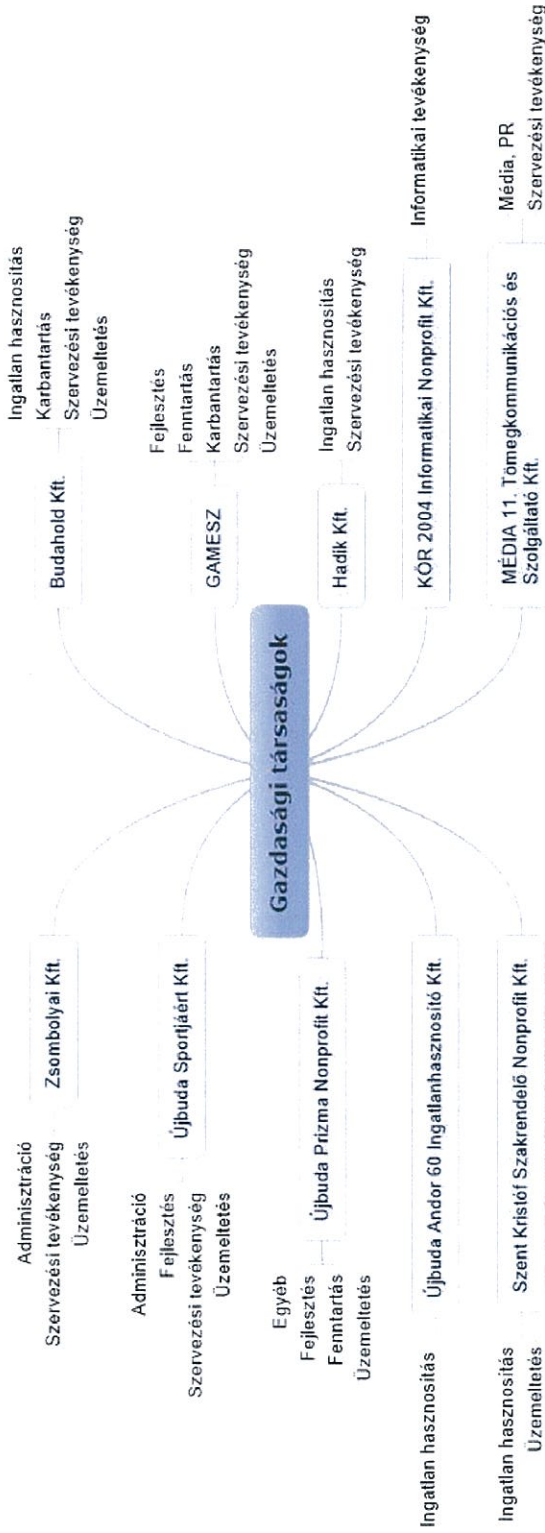 Gazdasági társaságok
Budahold Kft.
Ingatlan hasznosítás
Karbantartás
Szervezési tevékenység
Üzemeltetés
GAMESZ
Fejlesztés
Fenntartás
Karbantartás
Szervezési tevékenység
Üzemeltetés
Hadik Kft.
Ingatlan hasznosítás
Szervezési tevékenység
KÖR 2004 Informatikai Nonprofit Kft.
Informatikai tevékenység
MÉDIA 11. Tömegkommunikációs és
Szolgáltató Kft.
Média, PR
Szervezési tevékenység
Zsombolyai Kft.
Adminisztráció
Szervezési tevékenység
Üzemeltetés
Újbuda Sportjáért Kft.
Adminisztráció
Fejlesztés
Szervezési tevékenység
Üzemeltetés
Újbuda Prizma Nonprofit Kft.
Egyéb
Fejlesztés
Fenntartás
Üzemeltetés
Újbuda Andor 60 Ingatlanhasznosító Kft.
Ingatlan hasznosítás
Szent Kristóf Szakrendelő Nonprofit Kft.
Ingatlan hasznosítás
Üzemeltetés